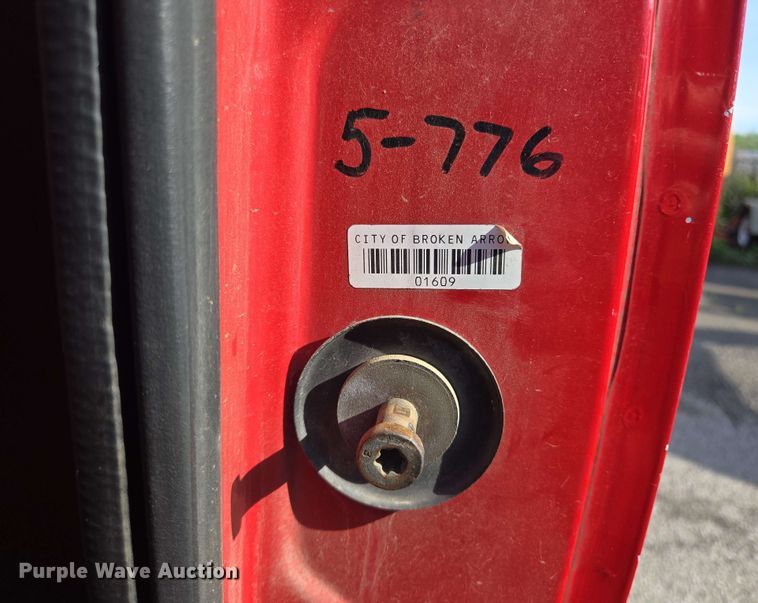 5-776
CITY OF BROKEN ARRO
01609
Purple Wave Auction